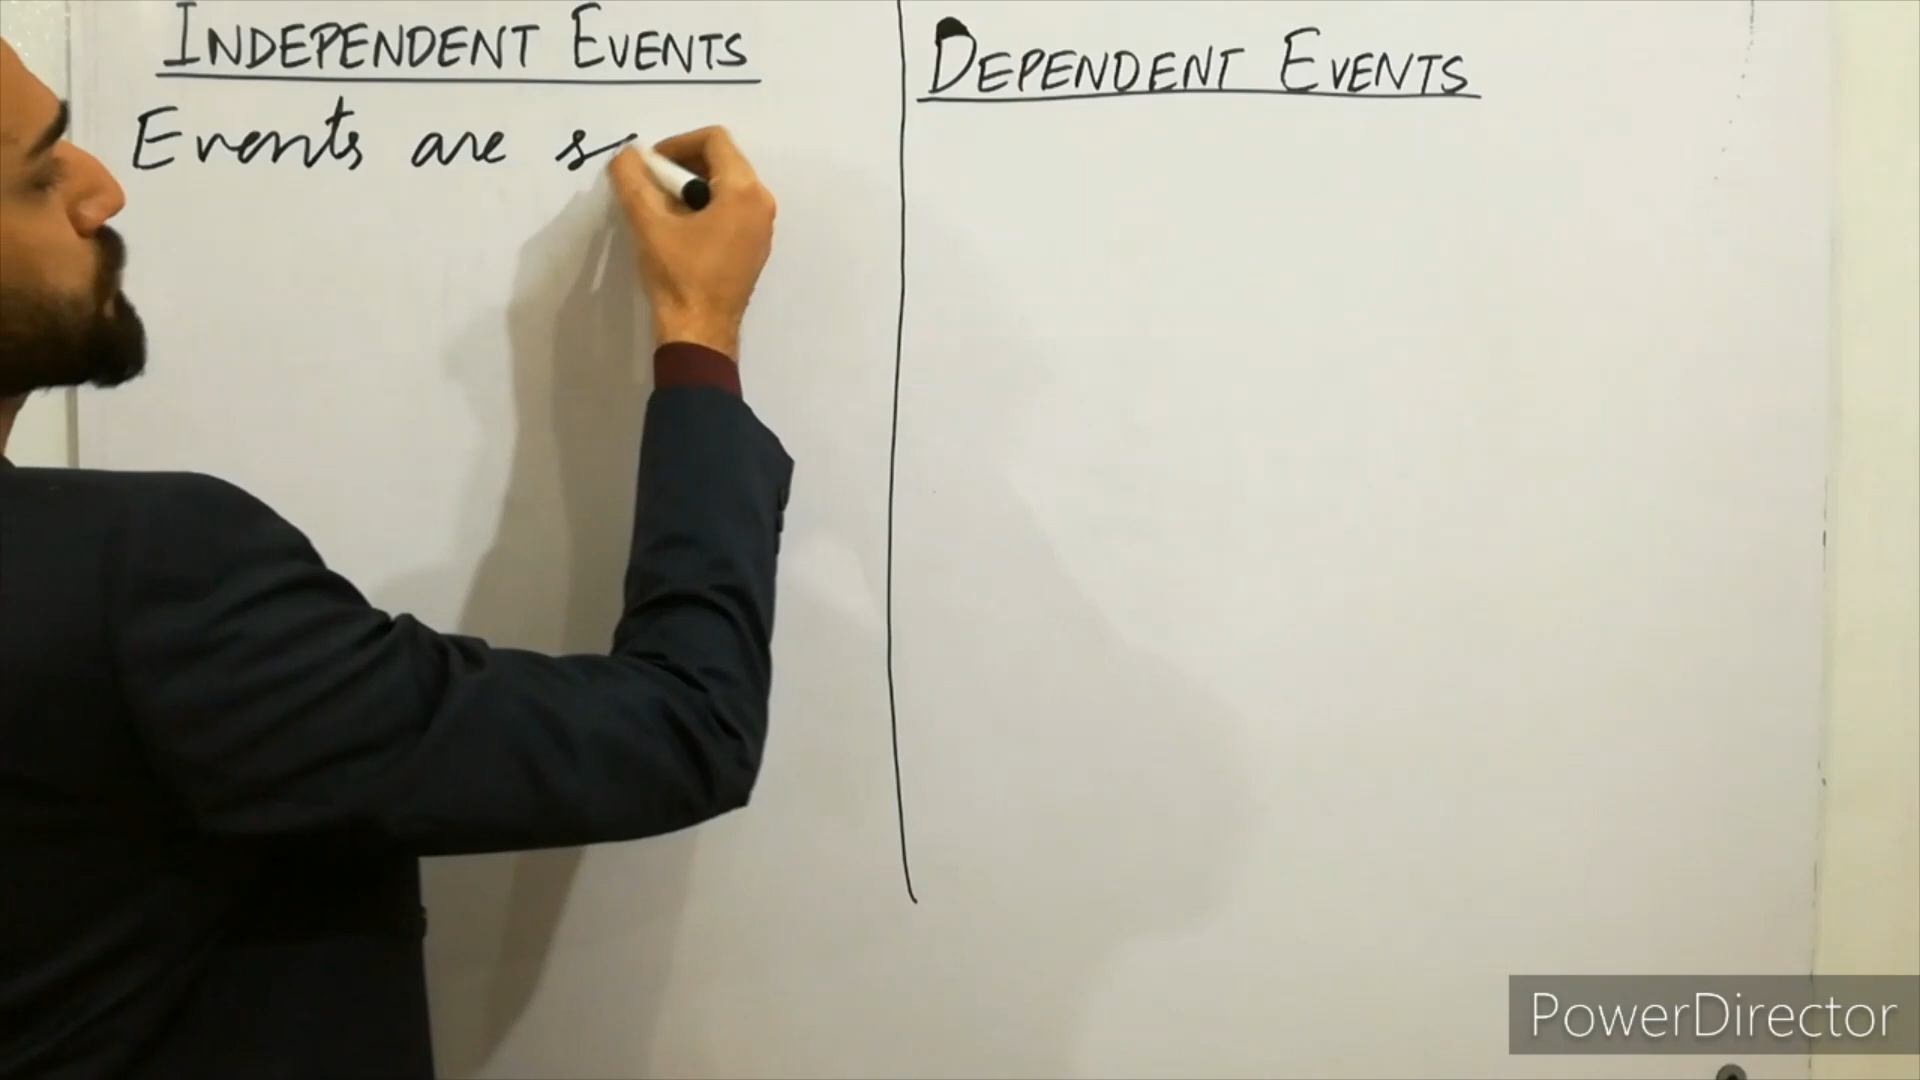 INDEPENDENT EVENTS
Events are
DEPENDENT EVENTS
PowerDirector